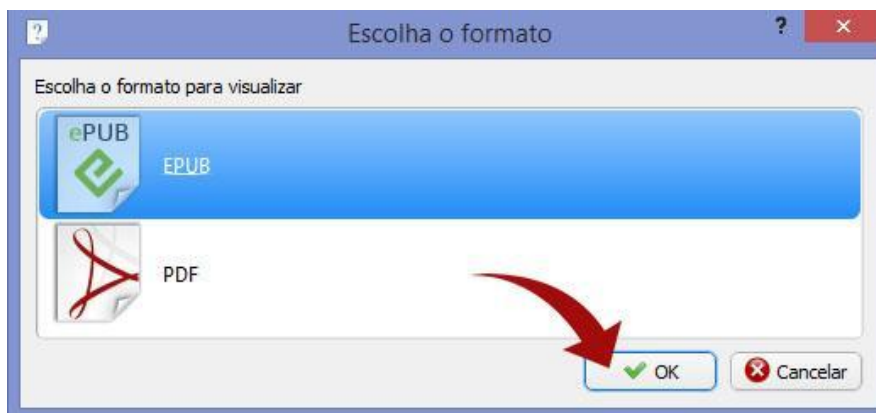 Escolha o formato
?
Escolha o formato para visualizar
ePUB
EPUB
PDF
OK
Cancelar